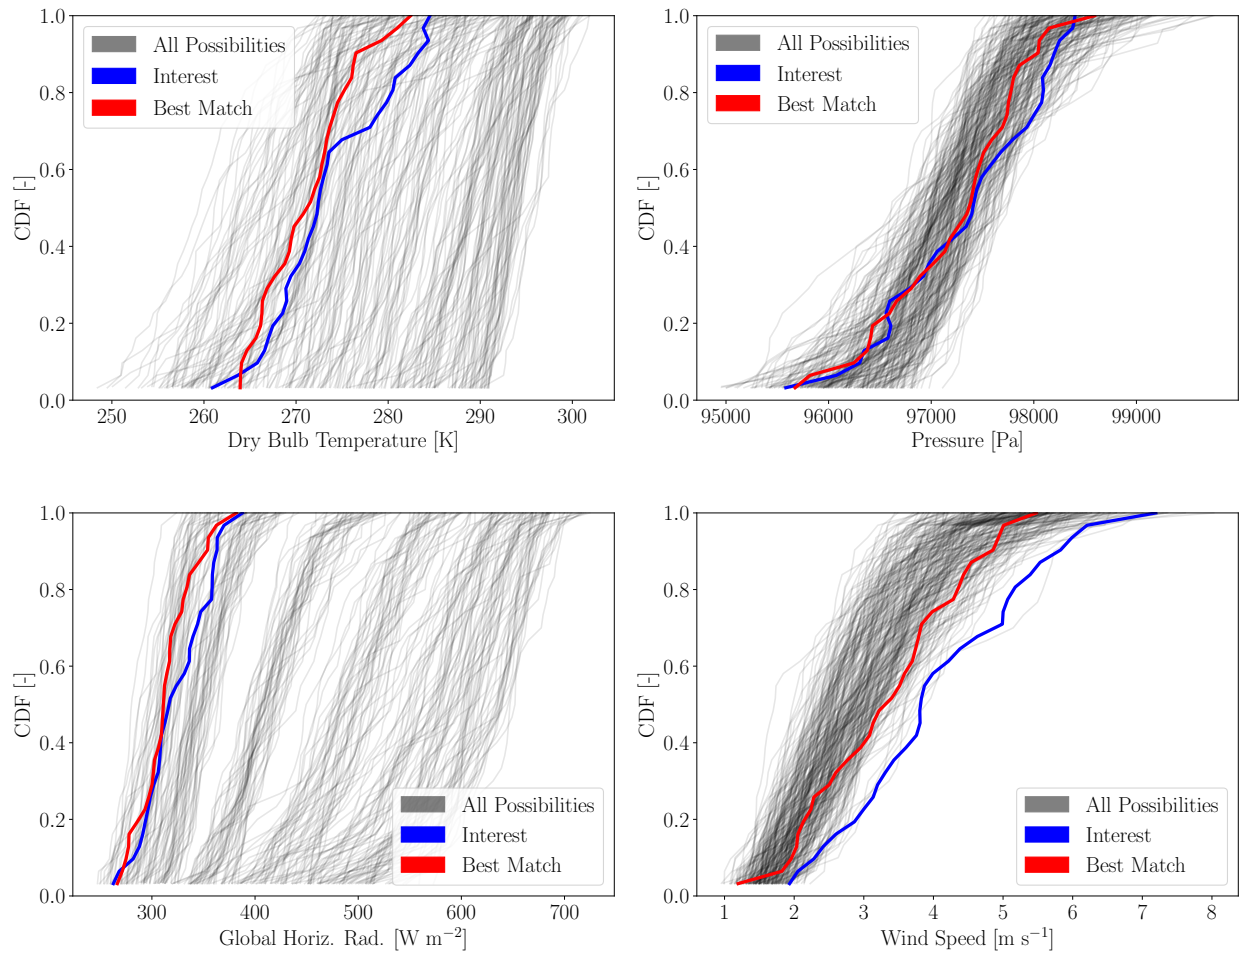 1.0
0.8
0.6
0.4
0.2
0.0
CDF [-]
All Possibilities
Interest
Best Match
250 260 270 280 290 300
Dry Bulb Temperature [K]
1.0
0.8
0.6
0.4
0.2
0.0
CDF [-]
All Possibilities
Interest
Best Match
95000 96000 97000 98000 99000
Pressure [Pa]
1.0
0.8
0.6
0.4
0.2
0.0
CDF [-]
All Possibilities
Interest
Best Match
300 400 500 600 700
Global Horiz. Rad. [W m⁻²]
1.0
0.8
0.6
0.4
0.2
0.0
CDF [-]
All Possibilities
Interest
Best Match
1 2 3 4 5 6 7 8
Wind Speed [m s⁻¹]